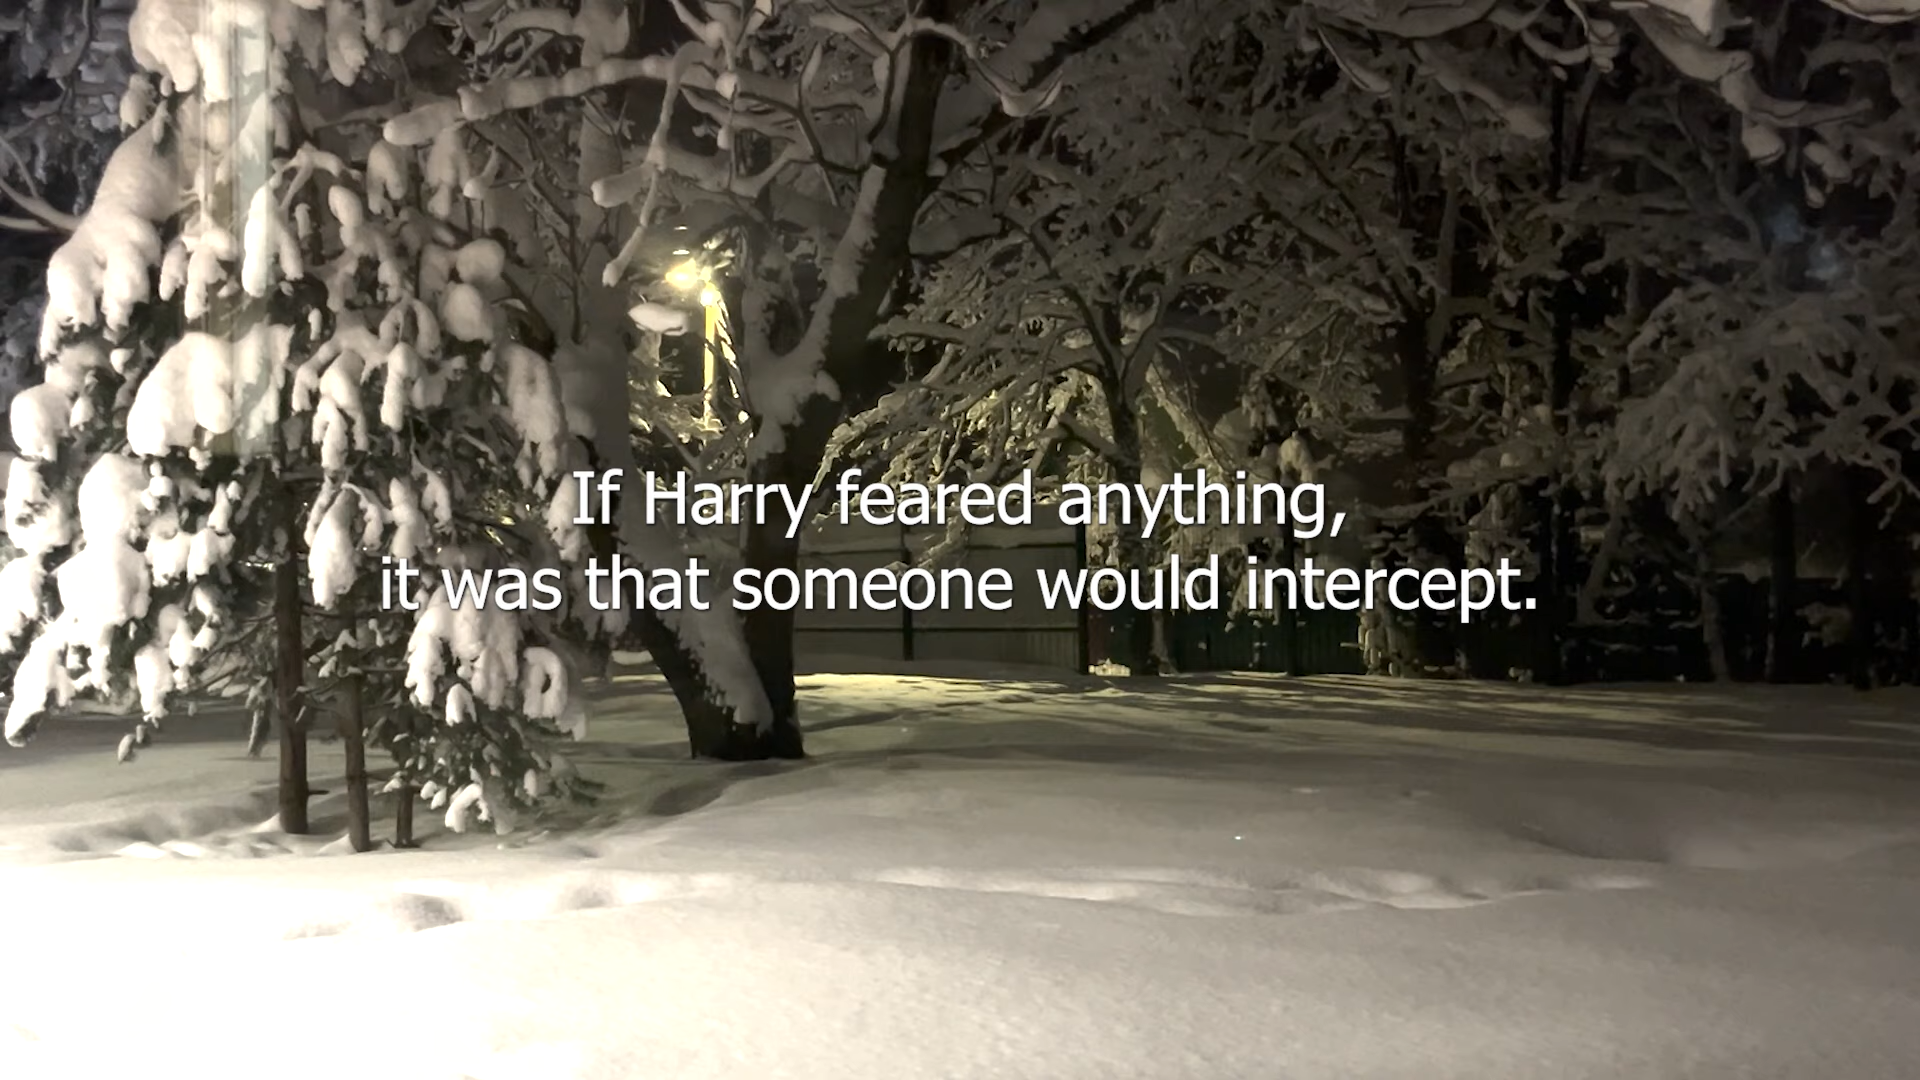 If Harry feared anything,
it was that someone would intercept.